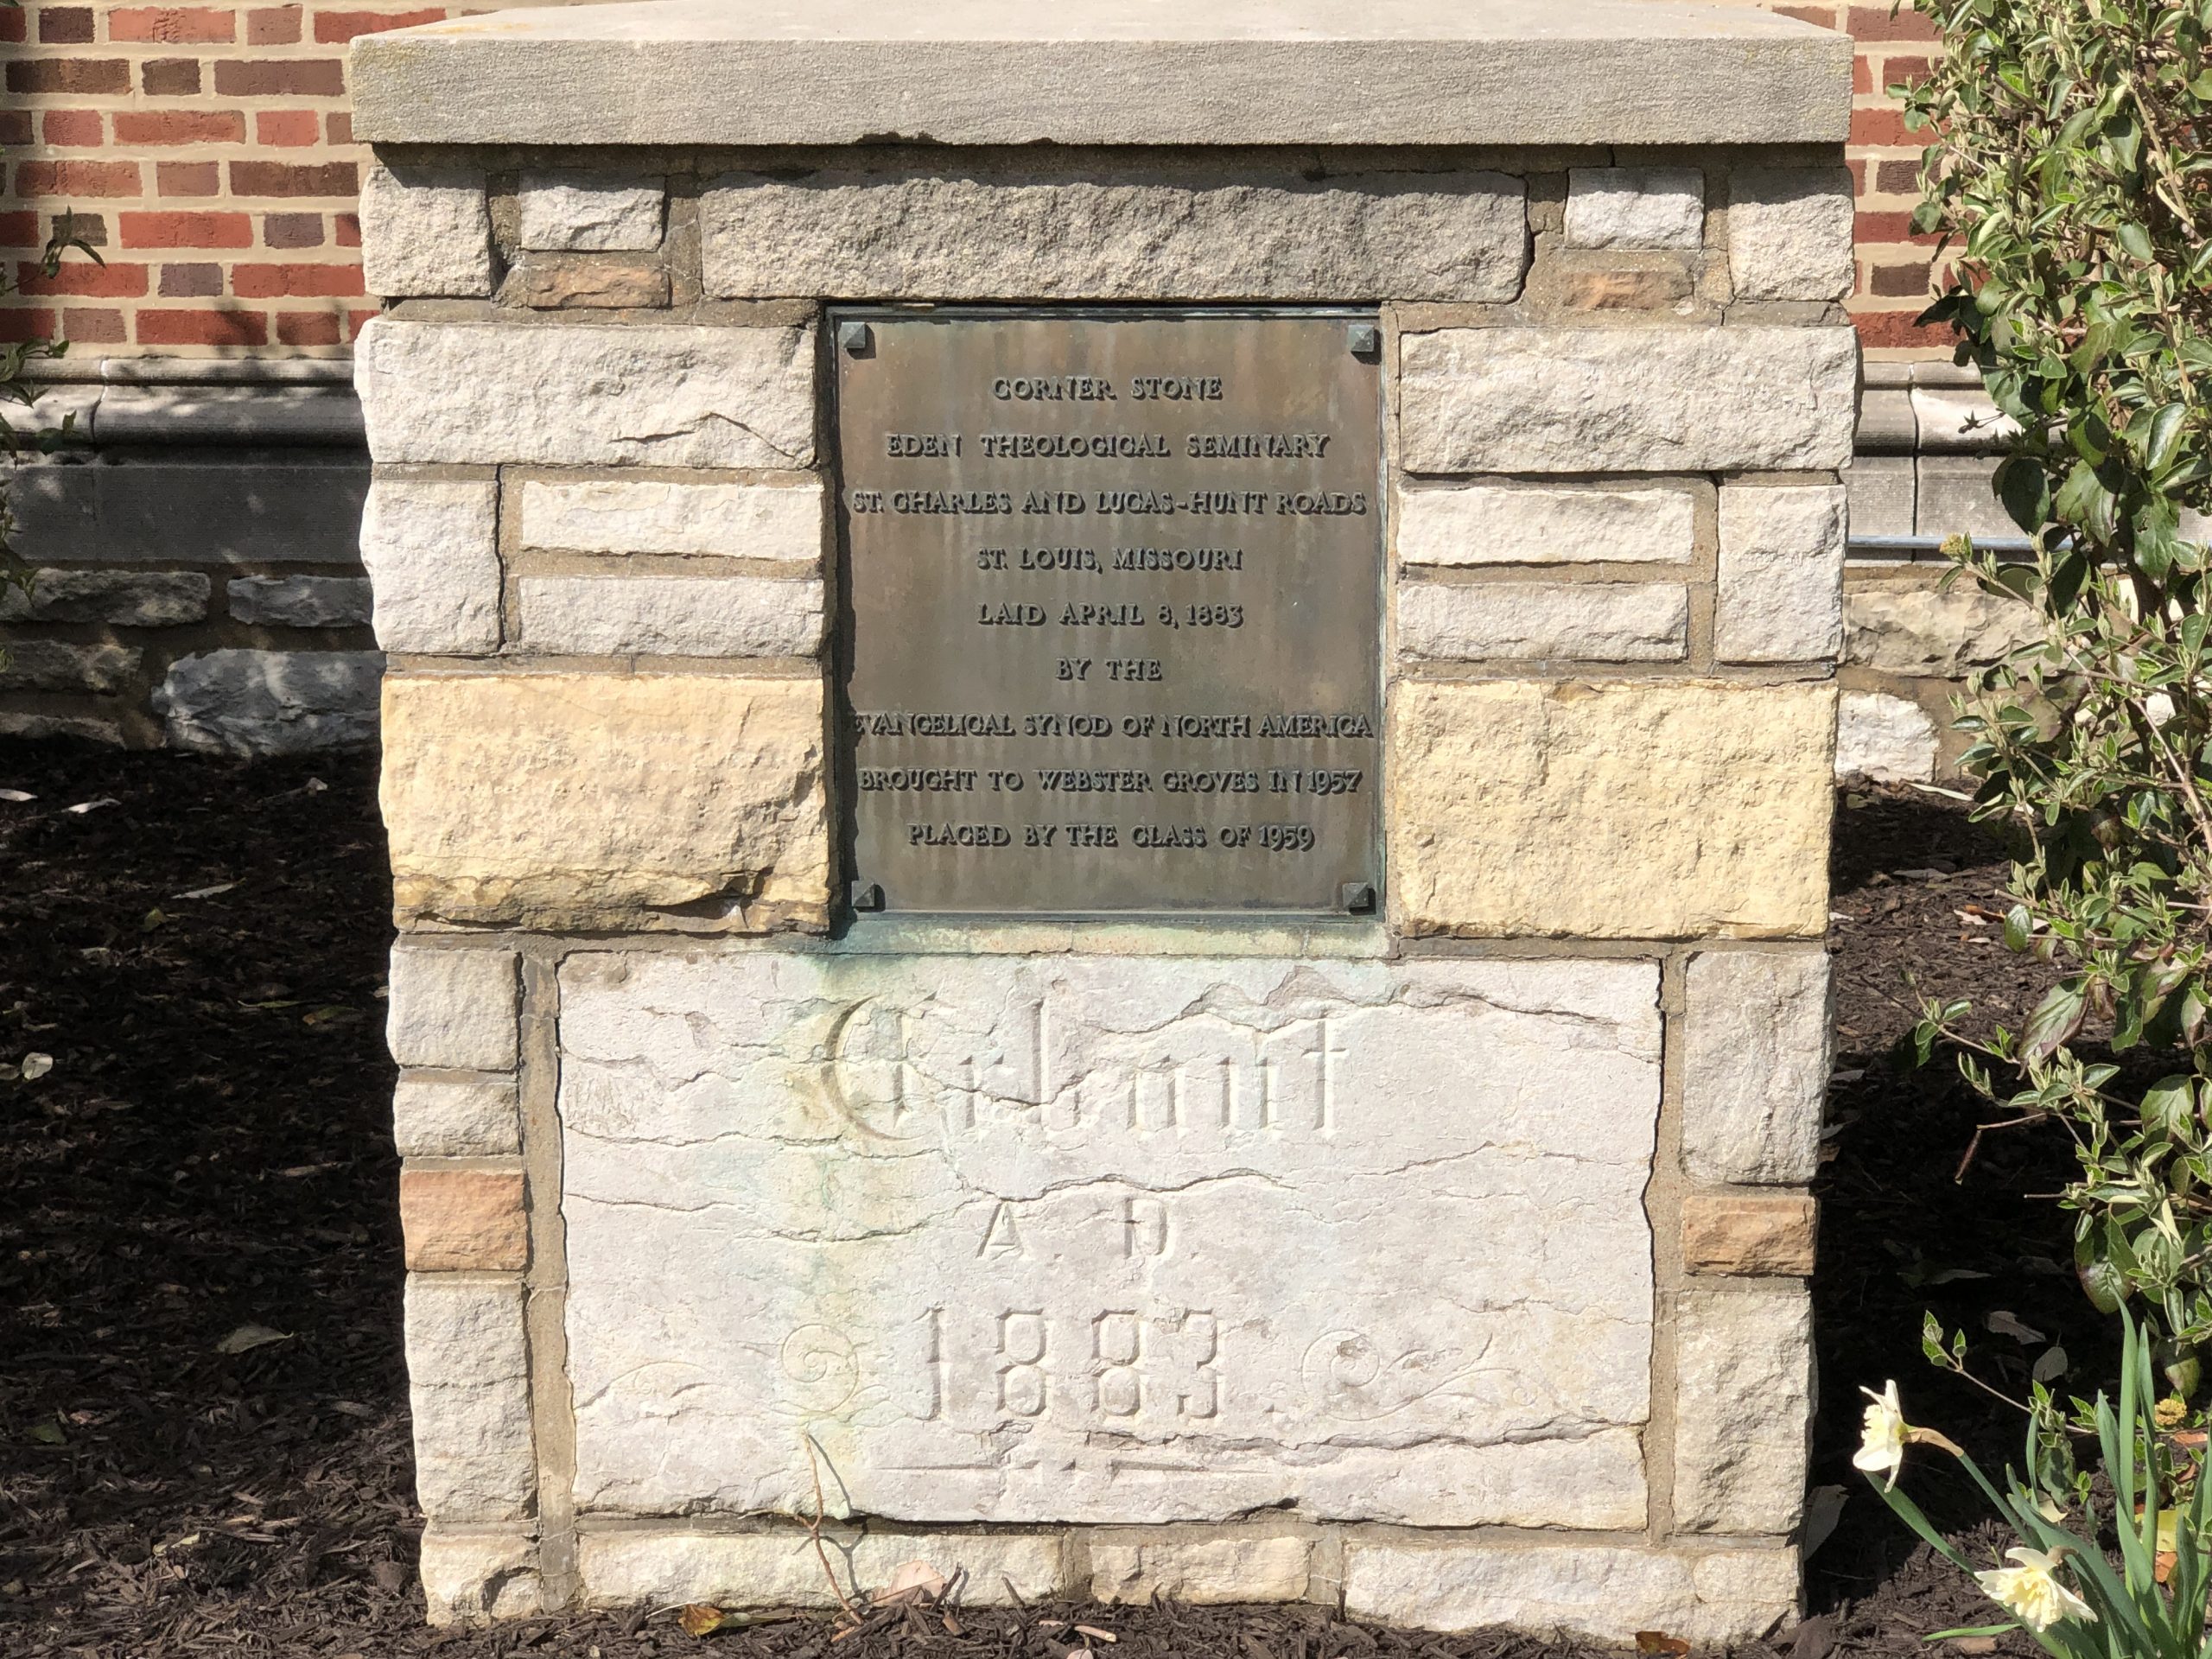 CORNER STONE
EDEN THEOLOGICAL SEMINARY
ST. CHARLES AND LUCAS-HUNT ROADS
ST. LOUIS, MISSOURI
LAID APRIL 8, 1883
BY THE
EVANGELICAL SYNOD OF NORTH AMERICA
BROUGHT TO WEBSTER GROVES IN 1957
PLACED BY THE CLASS OF 1959
Erbaut
A. D.
1883.